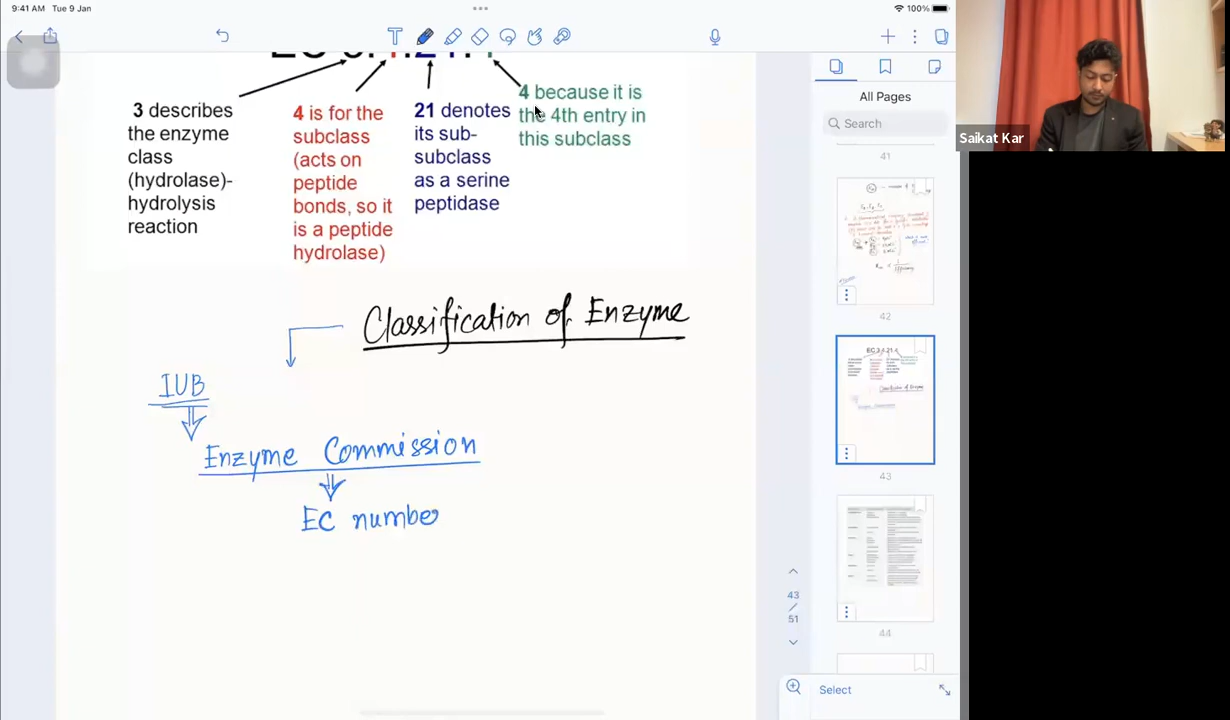 9:41 AM Tue 9 Jan
100%
3 describes
the enzyme
class
(hydrolase)-
hydrolysis
reaction
4 is for the
subclass
(acts on
peptide
bonds, so it
is a peptide
hydrolase)
21 denotes
its sub-
subclass
as a serine
peptidase
4 because it is
the 4th entry in
this subclass
Classification of Enzyme
IUB
Enzyme Commission
EC number
All Pages
Search
41
42
43
44
43
/
51
Select
Saikat Kar